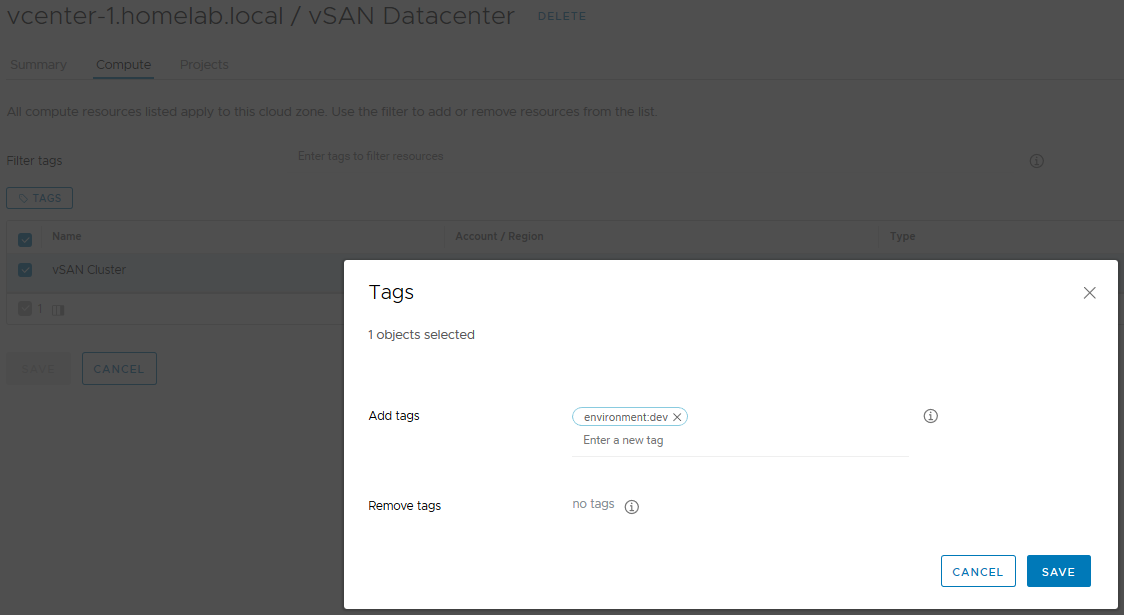 vcenter-1.homelab.local / vSAN Datacenter DELETE
Summary Compute Projects
All compute resources listed apply to this cloud zone. Use the filter to add or remove resources from the list.
Filter tags Enter tags to filter resources
TAGS
Name Account / Region Type
vSAN Cluster
1
SAVE CANCEL
Tags
1 objects selected
Add tags environment:dev
Enter a new tag
Remove tags no tags
CANCEL SAVE